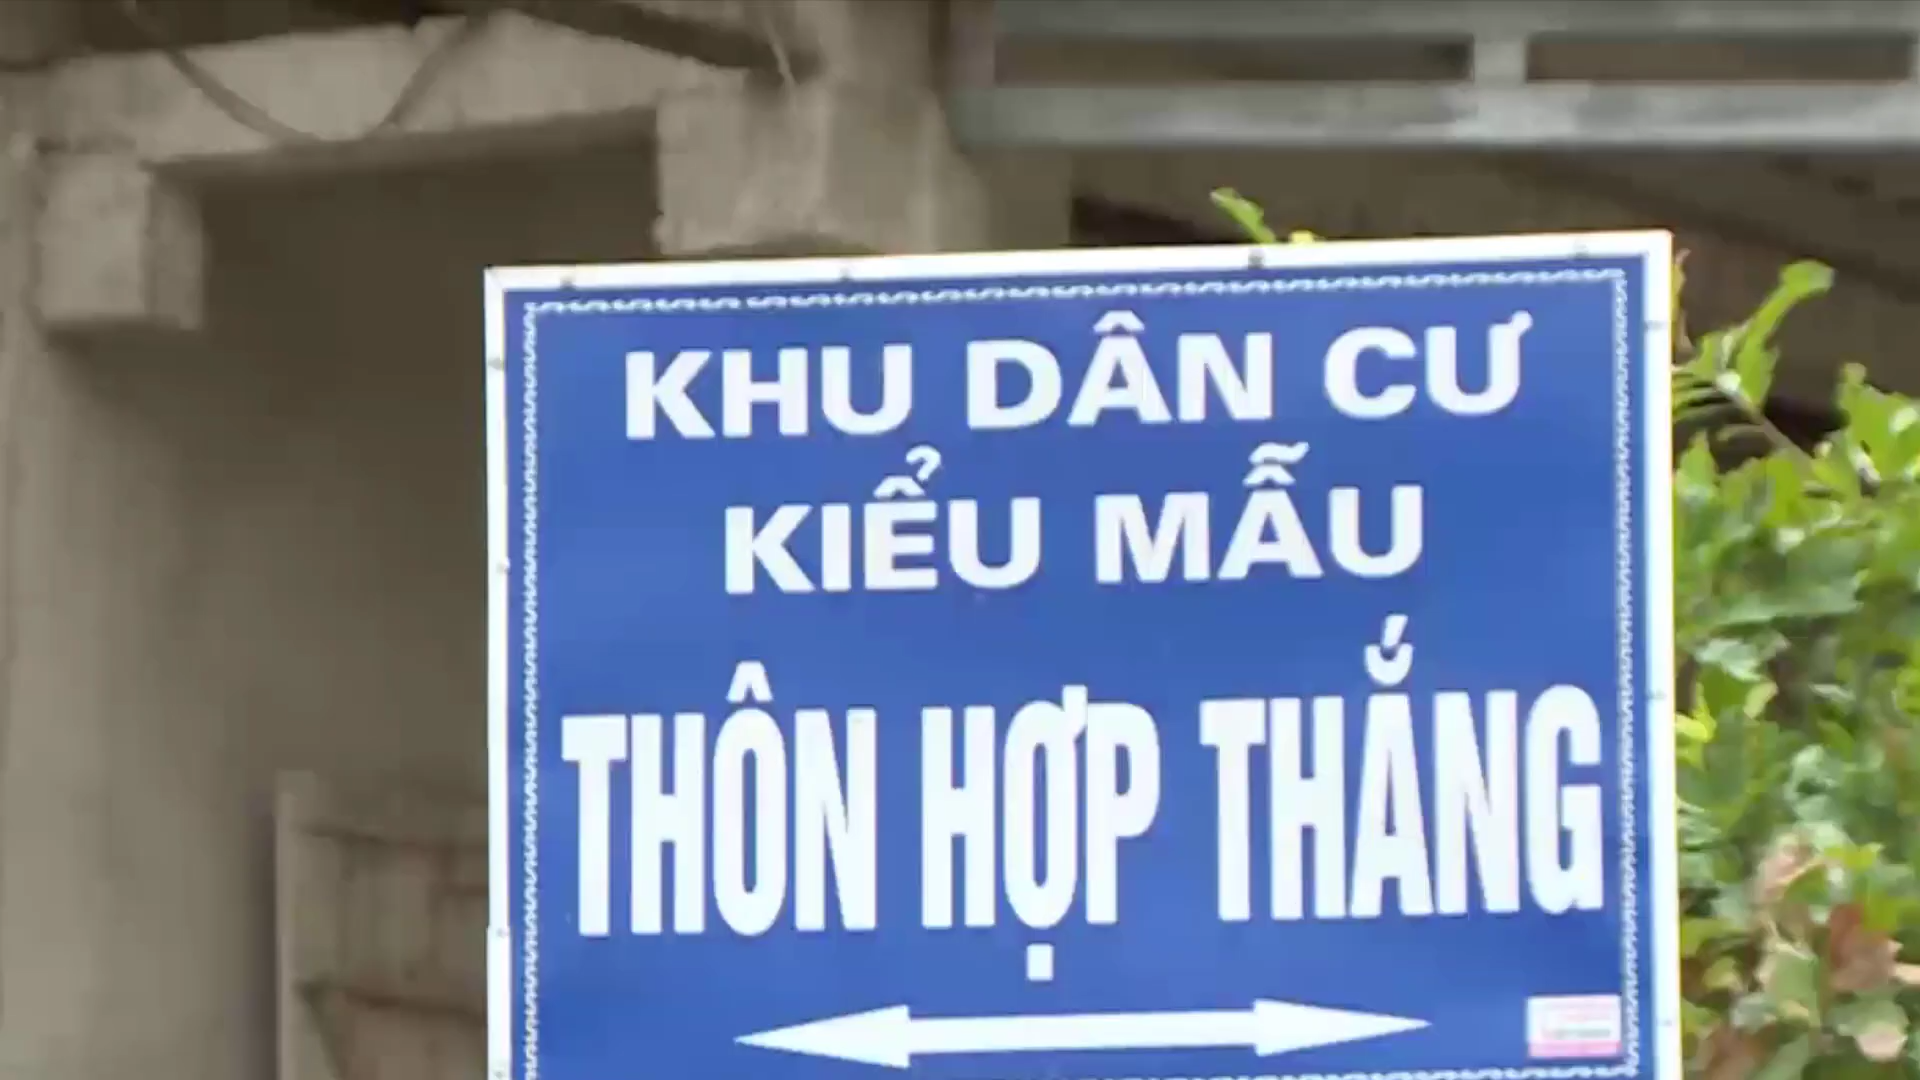 KHU DÂN CƯ
KIỂU MẪU
THÔN HỢP THẮNG